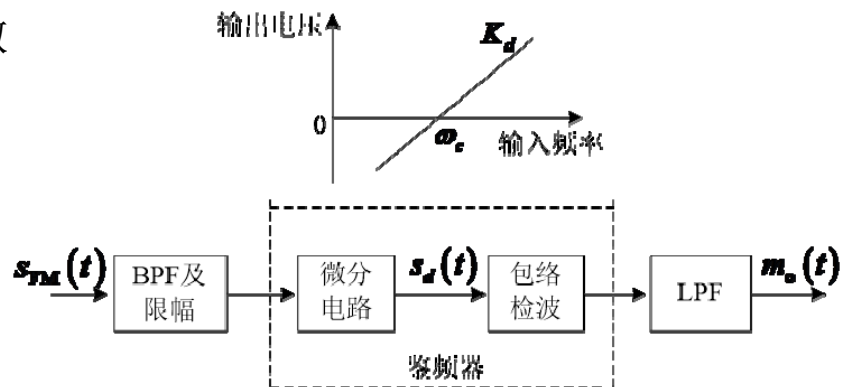 输出电压
K_d
0
ω_c
输入频率
s_FM(t)
BPF及
限幅
微分
电路
s_d(t)
包络
检波
LPF
m_o(t)
鉴频器